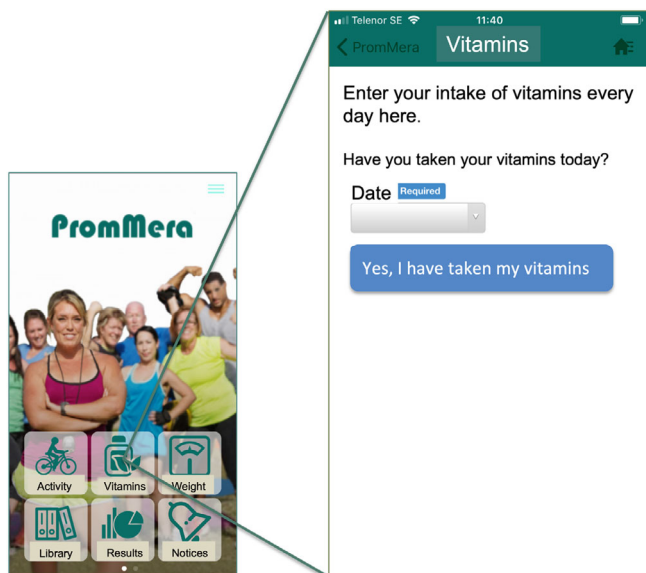 PromMera
Activity
Vitamins
Weight
Library
Results
Notices
Telenor SE
11:40
PromMera
Vitamins
Enter your intake of vitamins every
day here.
Have you taken your vitamins today?
Date Required
Yes, I have taken my vitamins